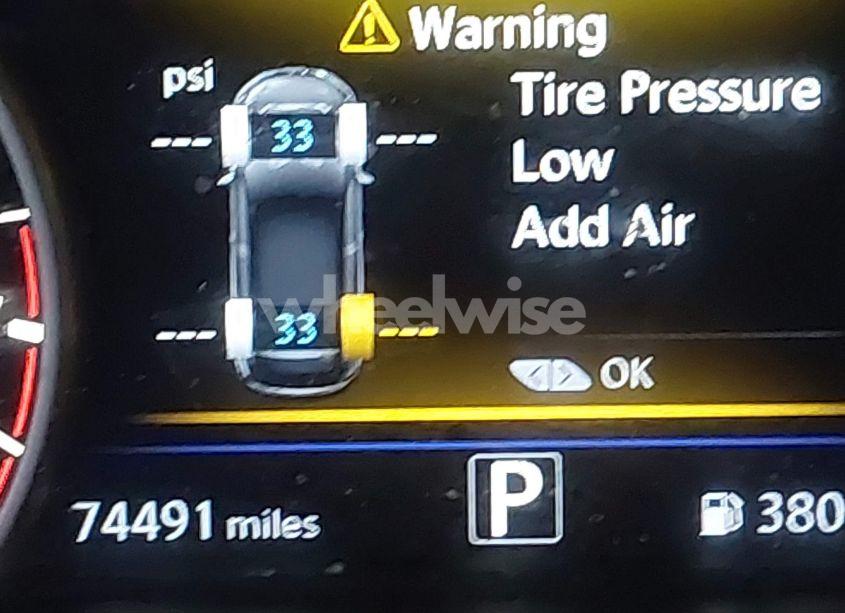 Warning
psi
Tire Pressure
--- 33 ---
Low
Add Air
wheelwise
--- 33 ---
OK
P
74491 miles
380